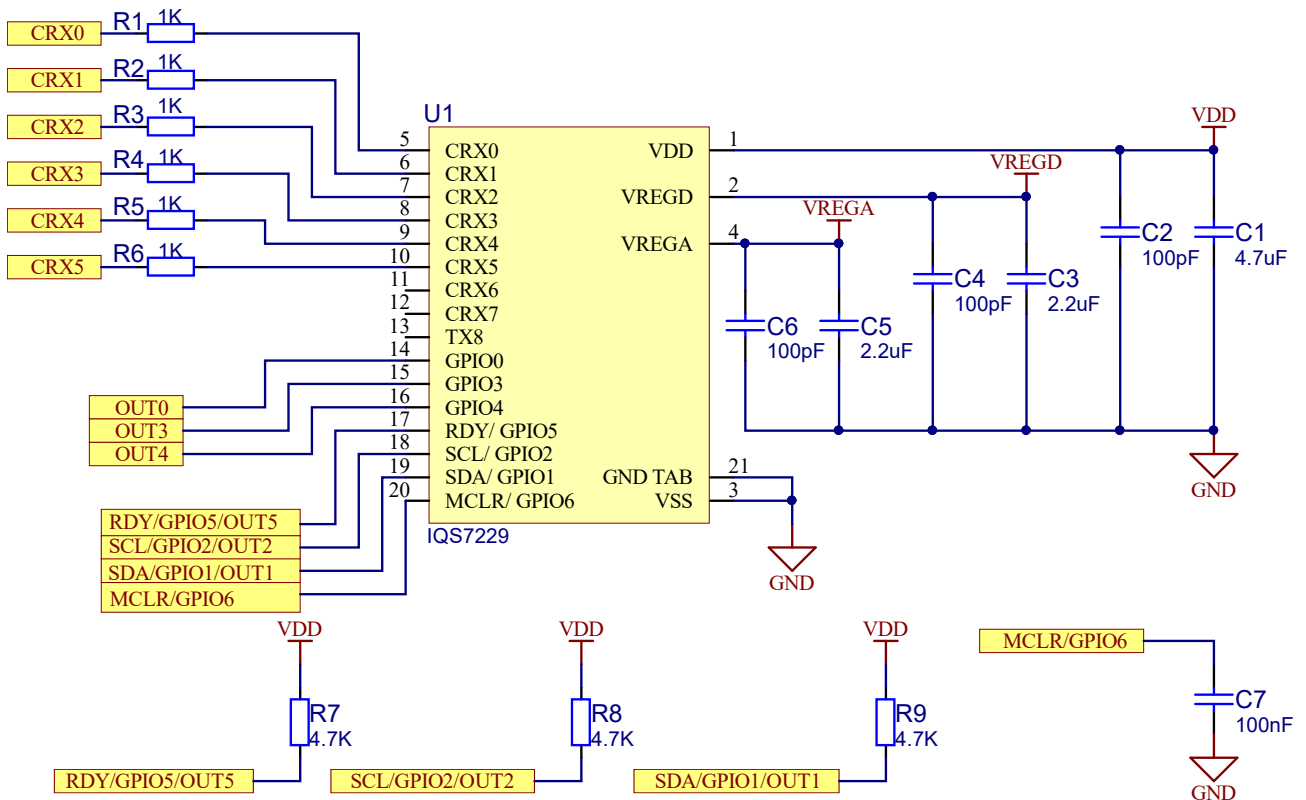 CRX0 R1 1K
CRX1 R2 1K
CRX2 R3 1K
CRX3 R4 1K
CRX4 R5 1K
CRX5 R6 1K
U1
5 CRX0
6 CRX1
7 CRX2
8 CRX3
9 CRX4
10 CRX5
11 CRX6
12 CRX7
13 TX8
14 GPIO0
15 GPIO3
16 GPIO4
17 RDY/ GPIO5
18 SCL/ GPIO2
19 SDA/ GPIO1
20 MCLR/ GPIO6
VDD 1
VREGD 2
VREGA 4
GND TAB 21
VSS 3
IQS7229
OUT0
OUT3
OUT4
RDY/GPIO5/OUT5
SCL/GPIO2/OUT2
SDA/GPIO1/OUT1
MCLR/GPIO6
VREGA
VREGD
VDD
C6
100pF
C5
2.2uF
C4
100pF
C3
2.2uF
C2
100pF
C1
4.7uF
GND
GND
VDD
R7
4.7K
RDY/GPIO5/OUT5
VDD
R8
4.7K
SCL/GPIO2/OUT2
VDD
R9
4.7K
SDA/GPIO1/OUT1
MCLR/GPIO6
C7
100nF
GND